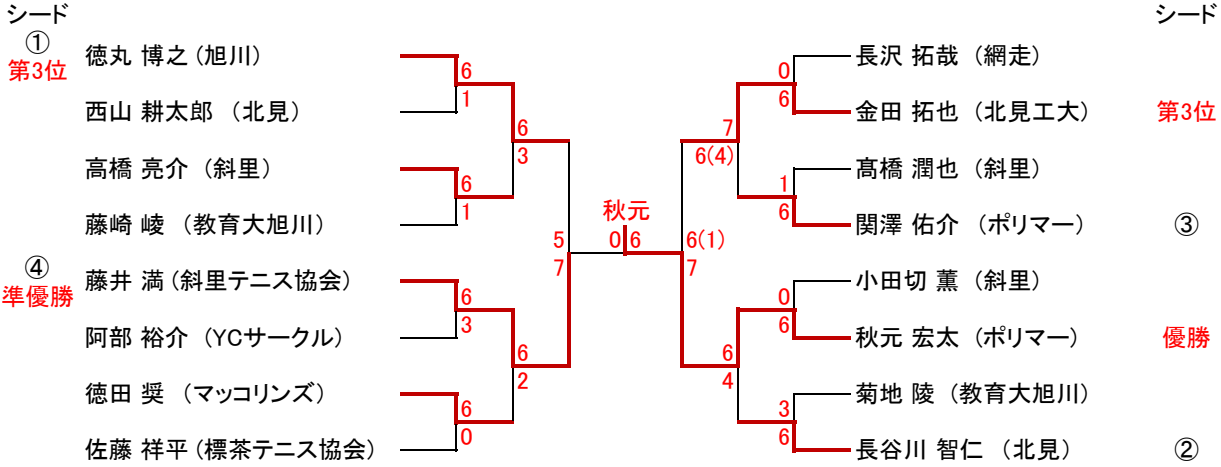 シード
①
第3位
徳丸 博之 (旭川)
西山 耕太郎 （北見）
高橋 亮介 （斜里）
藤崎 崚 （教育大旭川）
④
準優勝
藤井 満 (斜里テニス協会)
阿部 裕介 （YCサークル）
徳田 奨 （マッコリンズ）
佐藤 祥平 (標茶テニス協会)
6
1
6
1
6
3
6
0
6
3
6
2
5
7
秋元
0 6
6(1)
7
7
6(4)
6
4
0
6
1
6
0
6
3
6
シード
長沢 拓哉 （網走）
金田 拓也 （北見工大）
第3位
髙橋 潤也 （斜里）
関澤 佑介 （ポリマー）
③
小田切 薫 （斜里）
秋元 宏太 （ポリマー）
優勝
菊地 陵 （教育大旭川）
長谷川 智仁 （北見）
②